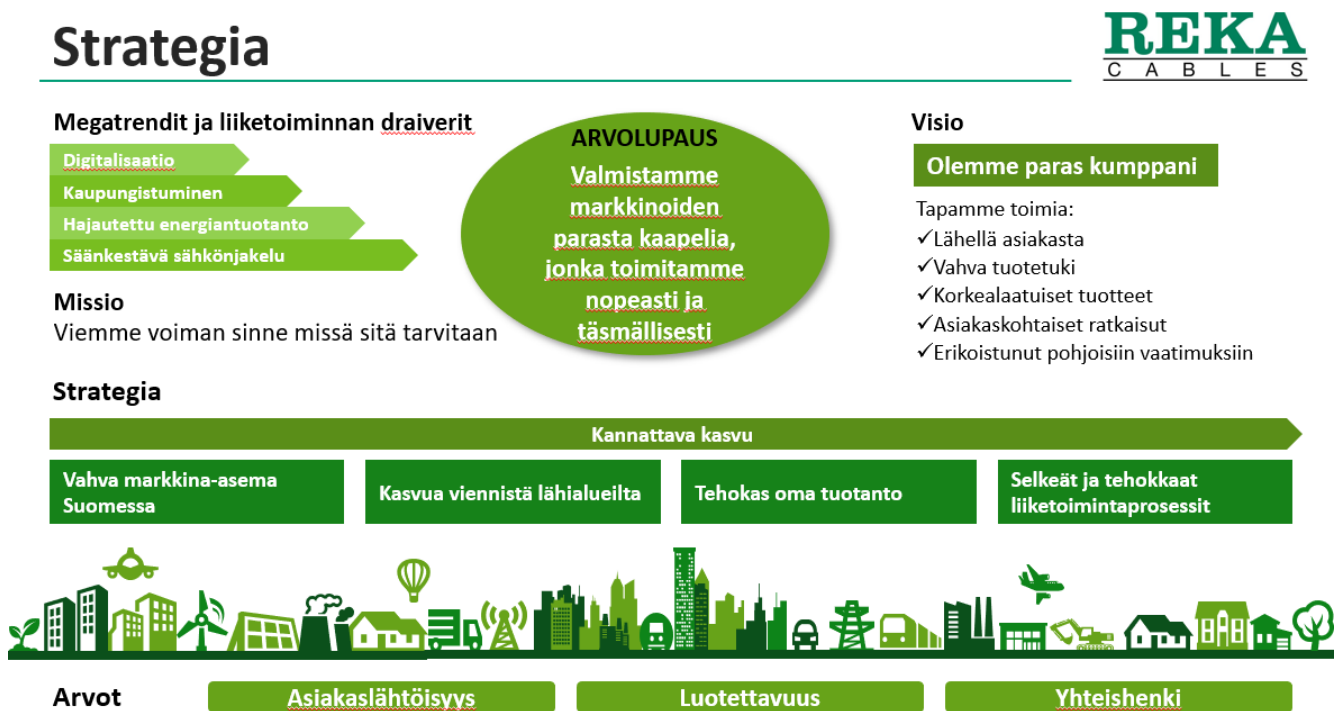 Strategia
REKA
CABLES
Megatrendit ja liiketoiminnan draiverit
Digitalisaatio
Kaupungistuminen
Hajautettu energiantuotanto
Säänkestävä sähkönjakelu
Missio
Viemme voiman sinne missä sitä tarvitaan
ARVOLUPAUS
Valmistamme
markkinoiden
parasta kaapelia,
jonka toimitamme
nopeasti ja
täsmällisesti
Visio
Olemme paras kumppani
Tapamme toimia:
✓Lähellä asiakasta
✓Vahva tuotetuki
✓Korkealaatuiset tuotteet
✓Asiakaskohtaiset ratkaisut
✓Erikoistunut pohjoisiin vaatimuksiin
Strategia
Kannattava kasvu
Vahva markkina-asema
Suomessa
Kasvua viennistä lähialueilta
Tehokas oma tuotanto
Selkeät ja tehokkaat
liiketoimintaprosessit
Arvot
Asiakaslähtöisyys
Luotettavuus
Yhteishenki